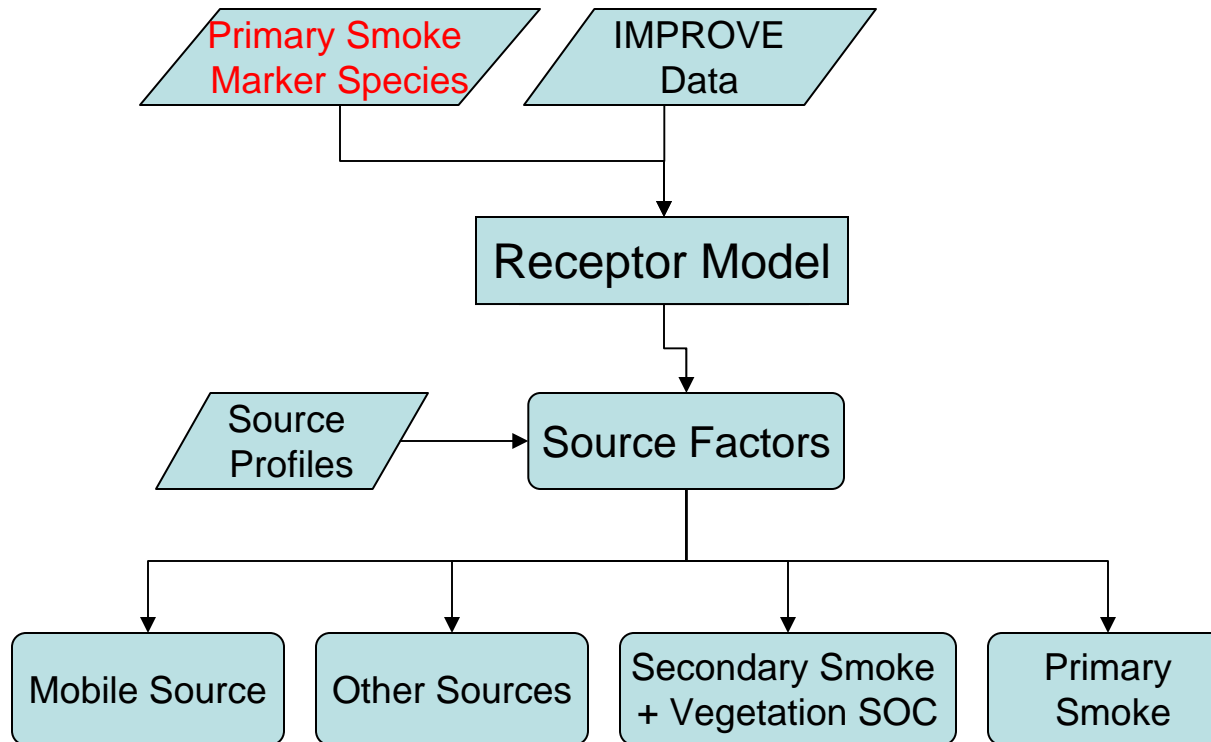 Primary Smoke
Marker Species
IMPROVE
Data
Receptor Model
Source
Profiles
Source Factors
Mobile Source
Other Sources
Secondary Smoke
+ Vegetation SOC
Primary
Smoke